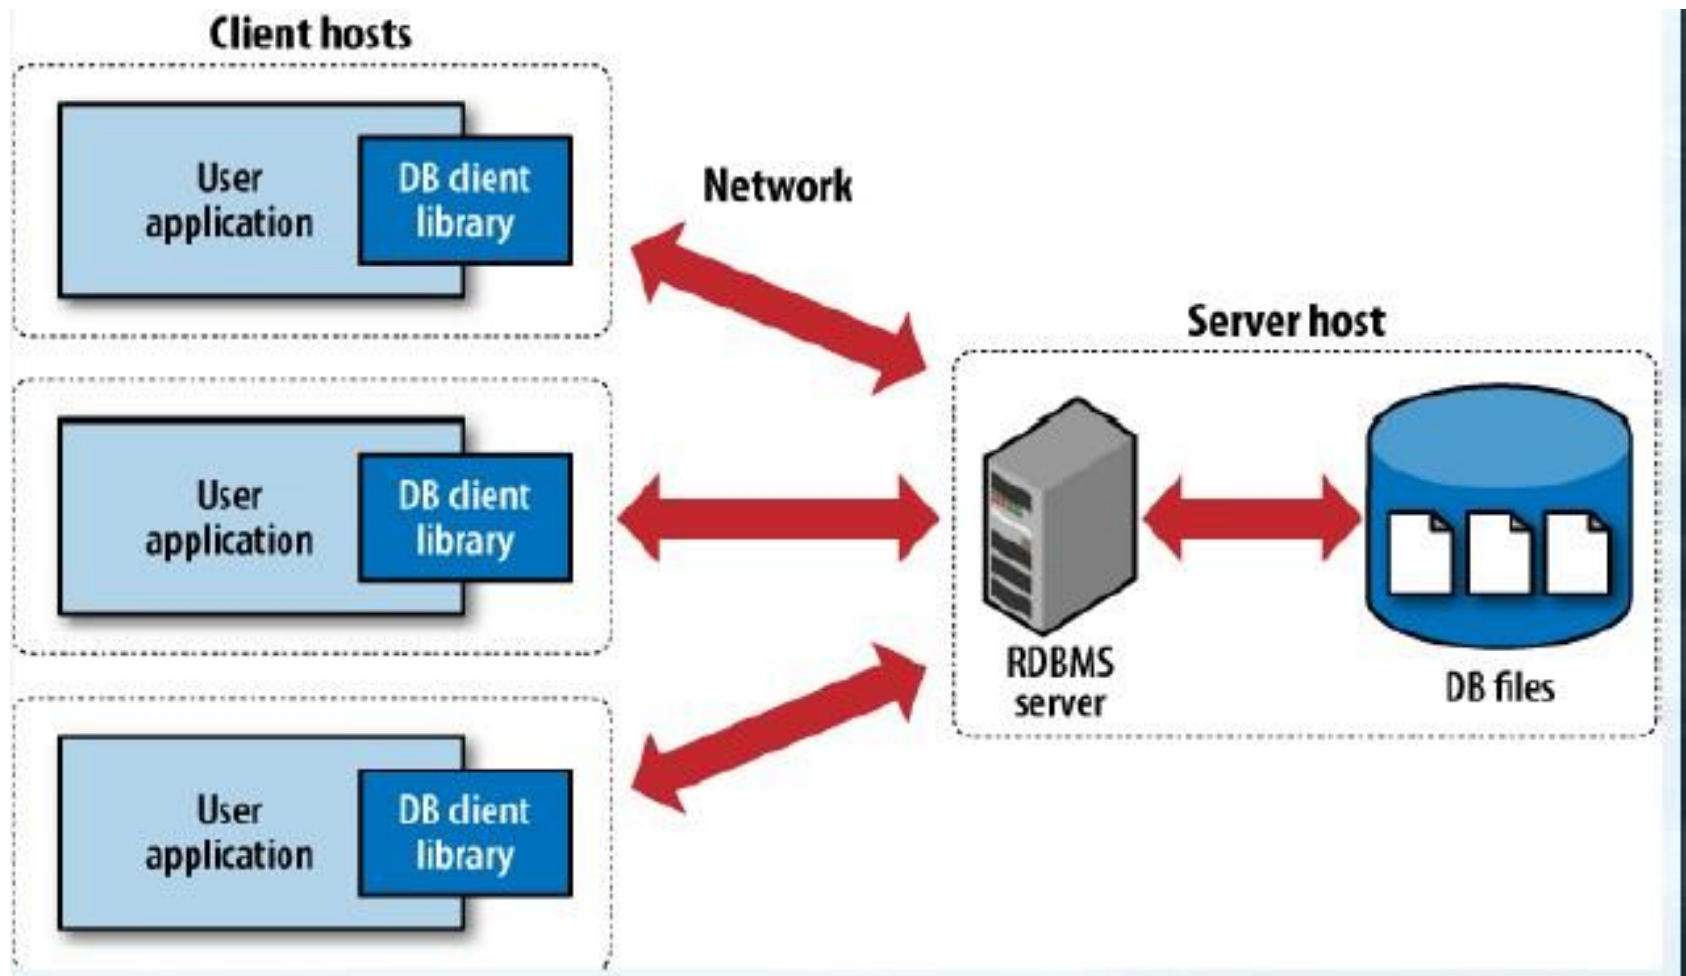 Client hosts
User
application
DB client
library
Network
User
application
DB client
library
Server host
RDBMS
server
DB files
User
application
DB client
library